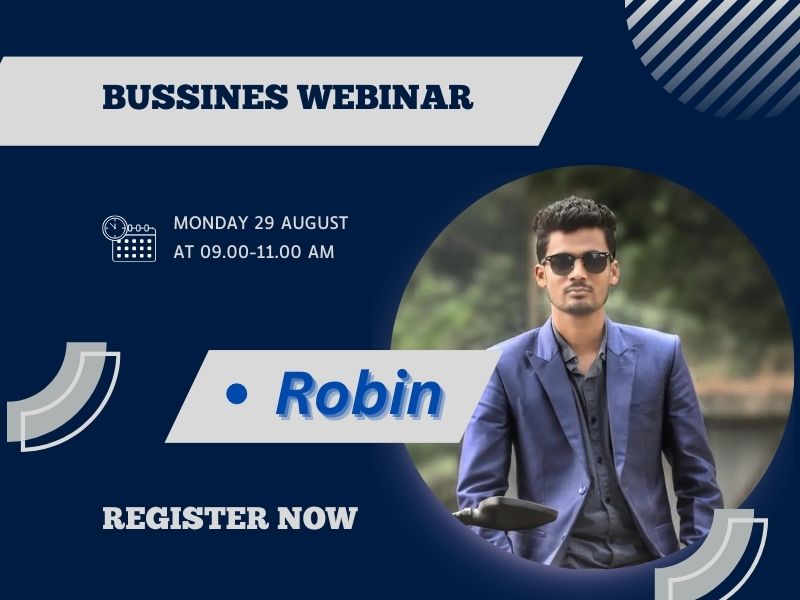 BUSSINES WEBINAR
MONDAY 29 AUGUST
AT 09.00-11.00 AM
• Robin
REGISTER NOW